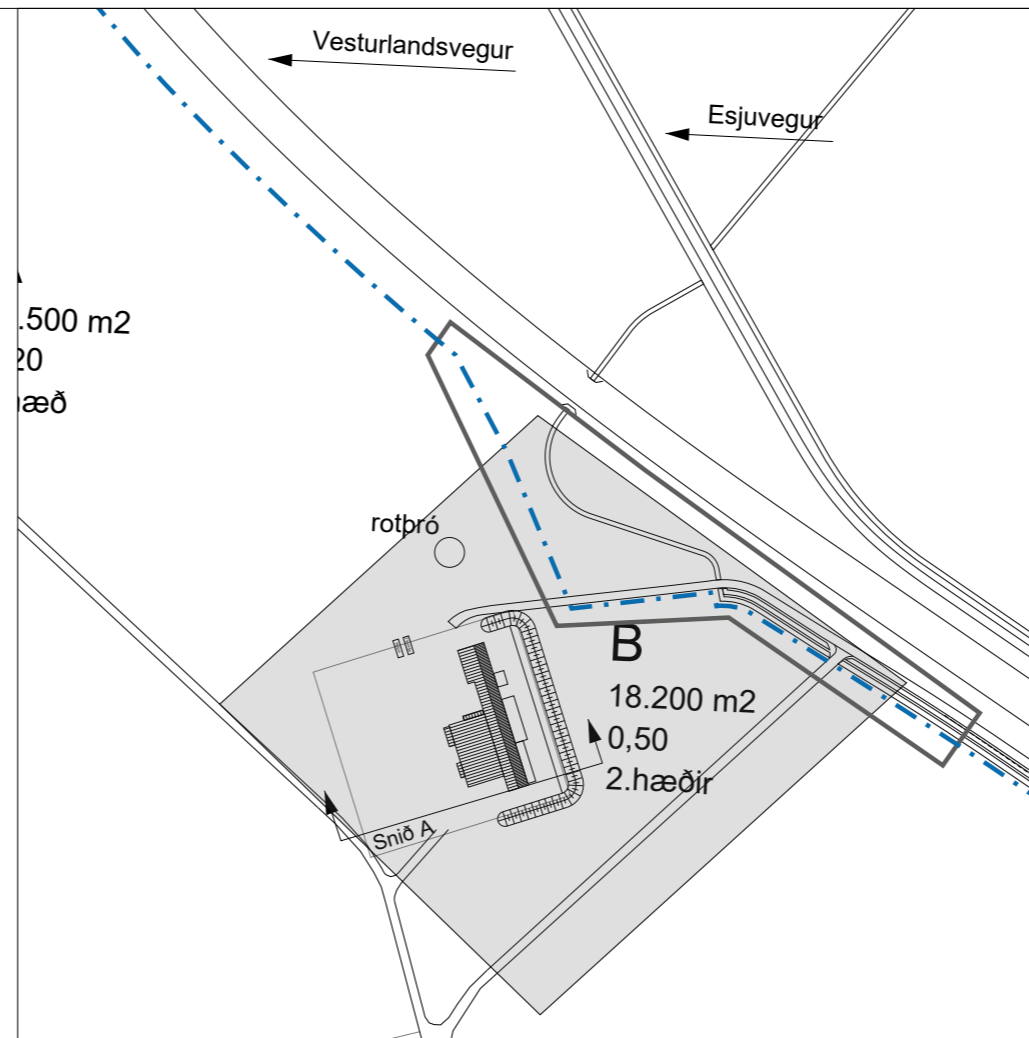 Vesturlandsvegur
Esjuvegur
.500 m2
20
hæð
rotþró
B
18.200 m2
0,50
2.hæðir
Snið A